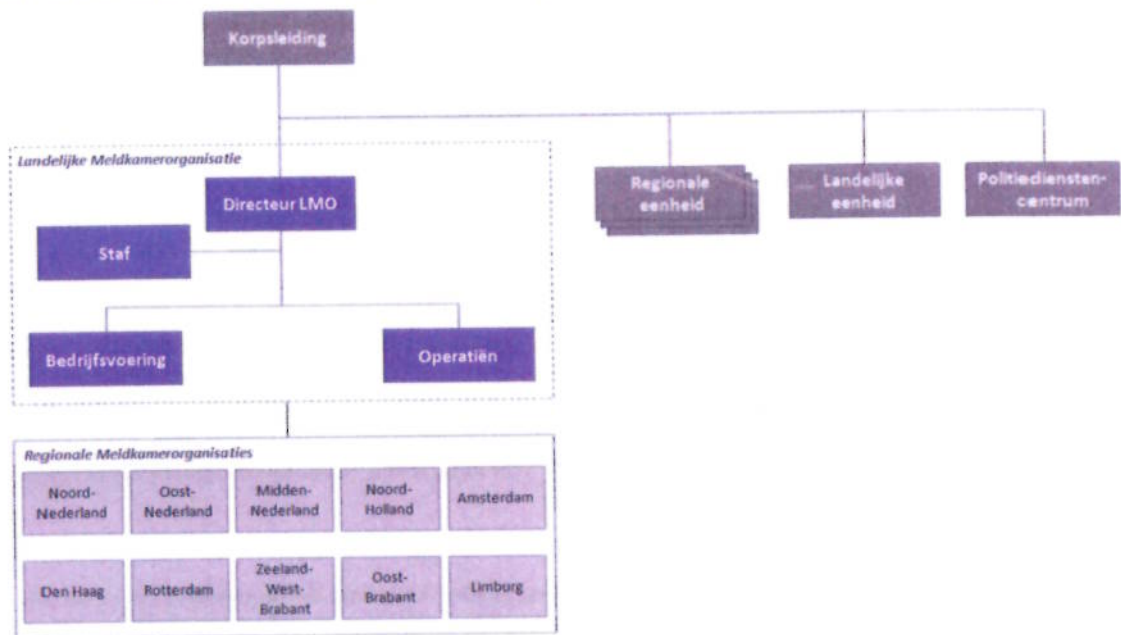 Korpsleiding
Landelijke Meldkamerorganisatie
Directeur LMO
Regionale
eenheid
Landelijke
eenheid
Politiediensten-
centrum
Staf
Bedrijfsvoering
Operatiën
Regionale Meldkamerorganisaties
Noord-
Nederland
Oost-
Nederland
Midden-
Nederland
Noord-
Holland
Amsterdam
Den Haag
Rotterdam
Zeeland-
West-
Brabant
Oost-
Brabant
Limburg